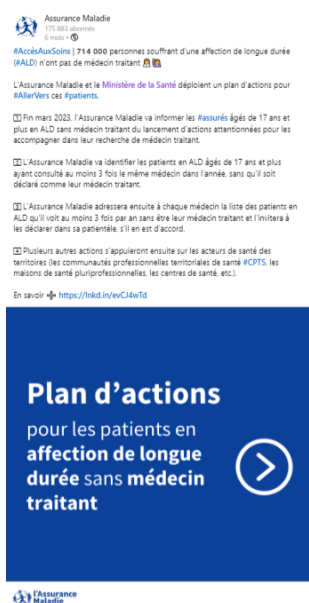 Assurance Maladie
175 883 abonnés
6 mois •
#AccèsAuxSoins | 714 000 personnes souffrant d'une affection de longue durée
(#ALD) n'ont pas de médecin traitant
L'Assurance Maladie et le Ministère de la Santé déploient un plan d'actions pour
#AllerVers ces #patients.
1 Fin mars 2023, l'Assurance Maladie va informer les #assurés âgés de 17 ans et
plus en ALD sans médecin traitant du lancement d'actions attentionnées pour les
accompagner dans leur recherche de médecin traitant.
2 L'Assurance Maladie va identifier les patients en ALD âgés de 17 ans et plus
ayant consulté au moins 3 fois le même médecin dans l'année, sans qu'il soit
déclaré comme leur médecin traitant.
3 L'Assurance Maladie adressera ensuite à chaque médecin la liste des patients en
ALD qu'il voit au moins 3 fois par an sans être leur médecin traitant et l'invitera à
les déclarer dans sa patientèle, s'il en est d'accord.
4 Plusieurs autres actions s'appuieront ensuite sur les acteurs de santé des
territoires (les communautés professionnelles territoriales de santé #CPTS, les
maisons de santé pluriprofessionnelles, les centres de santé, etc.).
En savoir ➕ https://lnkd.in/evCJ4wTd
Plan d'actions
pour les patients en
affection de longue
durée sans médecin
traitant
l'Assurance
Maladie